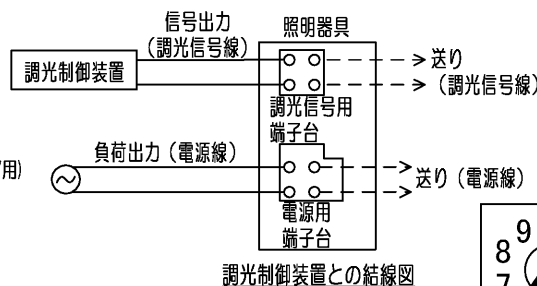 信号出力
（調光信号線）
照明器具
調光制御装置
送り
（調光信号線）
調光信号用
端子台
用)
負荷出力（電源線）
送り（電源線）
電源用
端子台
調光制御装置との結線図
9
8
7